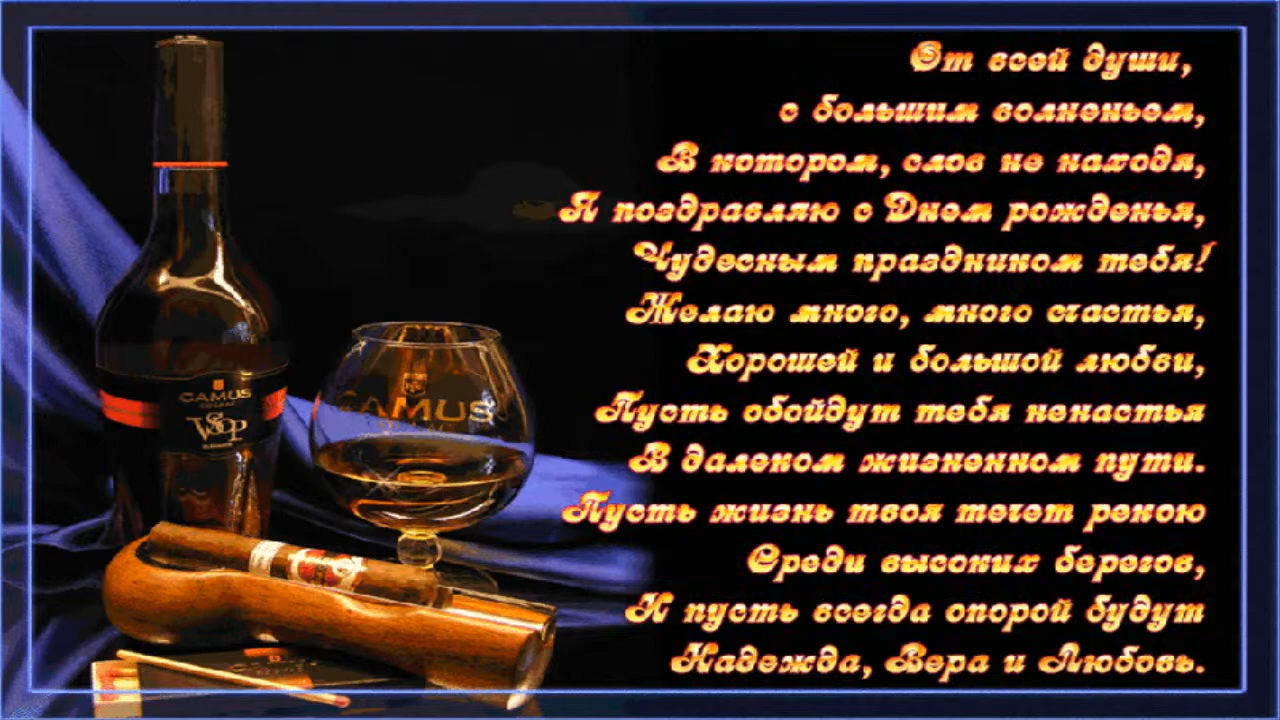 CAMUS
COGNAC
VSOP
CAMUS
От всей души,
с большим волненьем,
В котором, слов не находя,
Я поздравляю с Днем рожденья,
Чудесным праздником тебя!
Желаю много, много счастья,
Хорошей и большой любви,
Пусть обойдут тебя ненастья
В далеком жизненном пути.
Пусть жизнь твоя течет рекою
Среди высоких берегов,
И пусть всегда опорой будут
Надежда, Вера и Любовь.